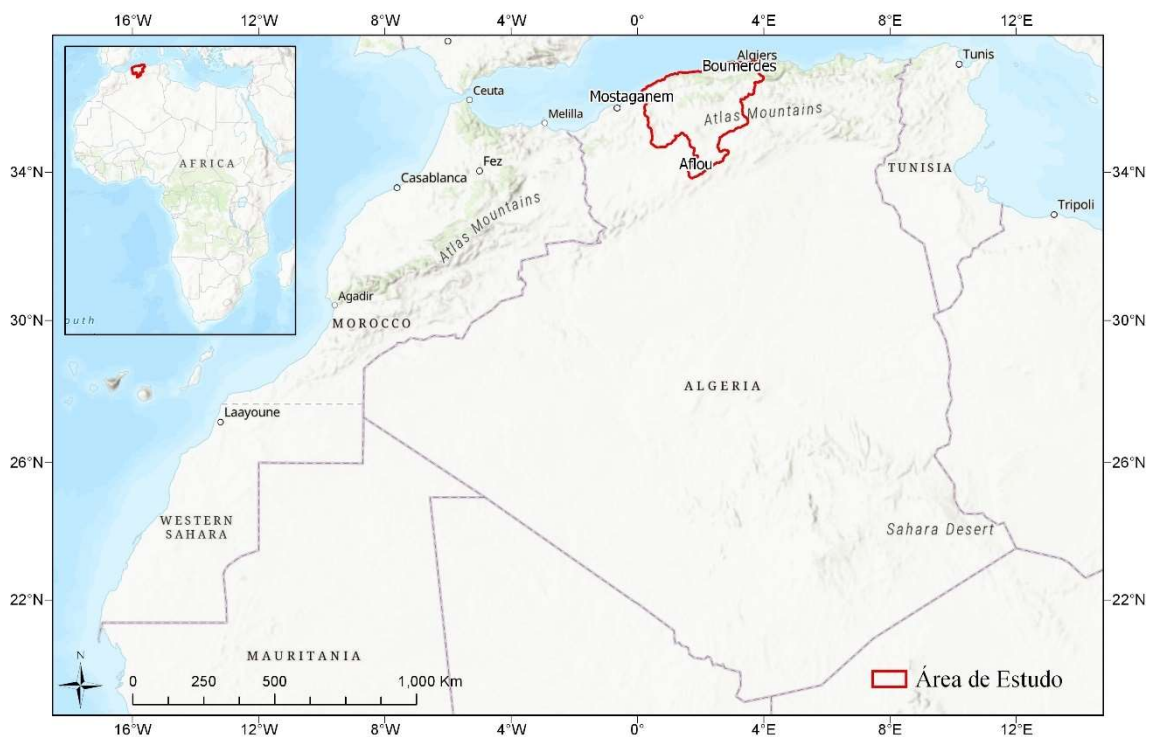 16°W
12°W
8°W
4°W
0°
4°E
8°E
12°E
AFRICA
outh
Algiers
Boumerdes
Tunis
Ceuta
Mostaganem
Melilla
Atlas Mountains
34°N
Fez
Aflou
TUNISIA
34°N
Casablanca
Tripoli
Atlas Mountains
Agadir
30°N
MOROCCO
30°N
ALGERIA
Laayoune
26°N
26°N
WESTERN
SAHARA
Sahara Desert
22°N
22°N
MAURITANIA
N
0 250 500 1,000 Km
Área de Estudo
16°W
12°W
8°W
4°W
0°
4°E
8°E
12°E